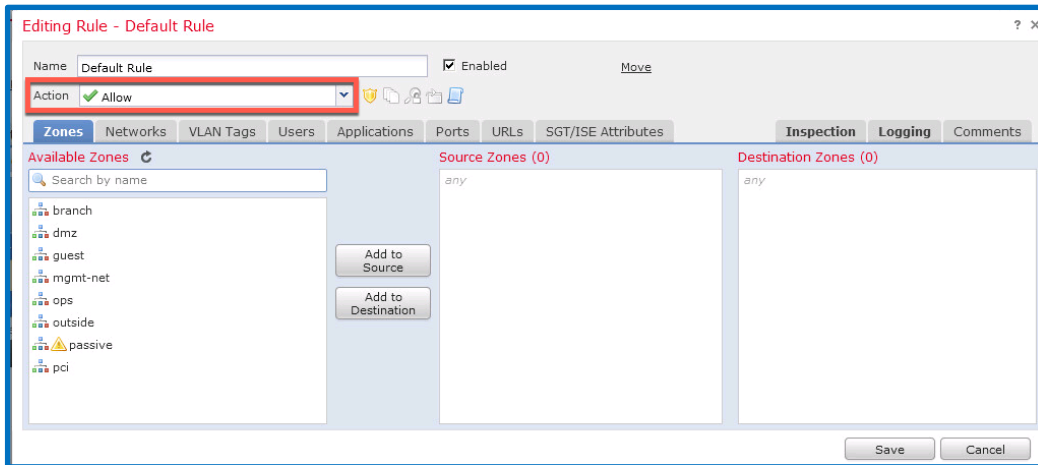 Editing Rule - Default Rule
? X
Name Default Rule Enabled Move
Action Allow
Zones Networks VLAN Tags Users Applications Ports URLs SGT/ISE Attributes Inspection Logging Comments
Available Zones Source Zones (0) Destination Zones (0)
Search by name any any
branch
dmz
guest
mgmt-net
ops
outside
passive
pci
Add to
Source
Add to
Destination
Save Cancel